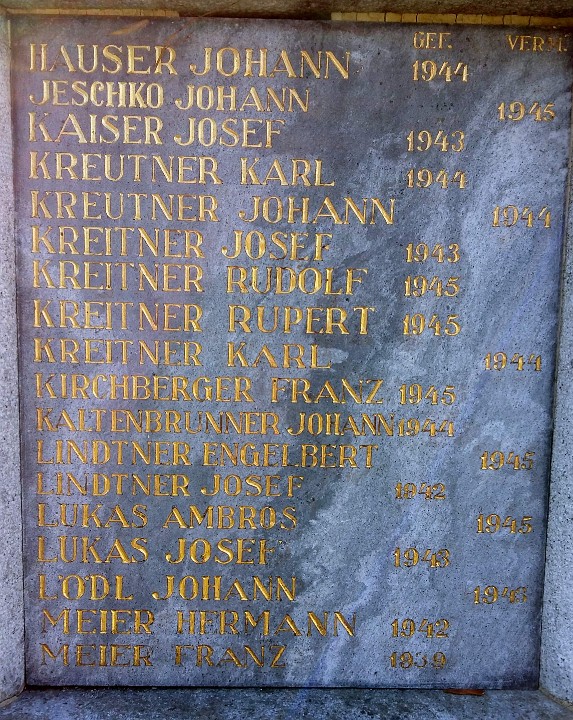 GEF. VERM.
HAUSER JOHANN 1944
JESCHKO JOHANN 1945
KAISER JOSEF 1943
KREUTNER KARL 1944
KREUTNER JOHANN 1944
KREITNER JOSEF 1943
KREITNER RUDOLF 1945
KREITNER RUPERT 1945
KREITNER KARL 1944
KIRCHBERGER FRANZ 1945
KALTENBRUNNER JOHANN 1944
LINDTNER ENGELBERT 1945
LINDTNER JOSEF 1942
LUKAS AMBROS 1945
LUKAS JOSEF 1943
LÖDL JOHANN
MEIER HERMANN 1942
MEIER FRANZ 1939